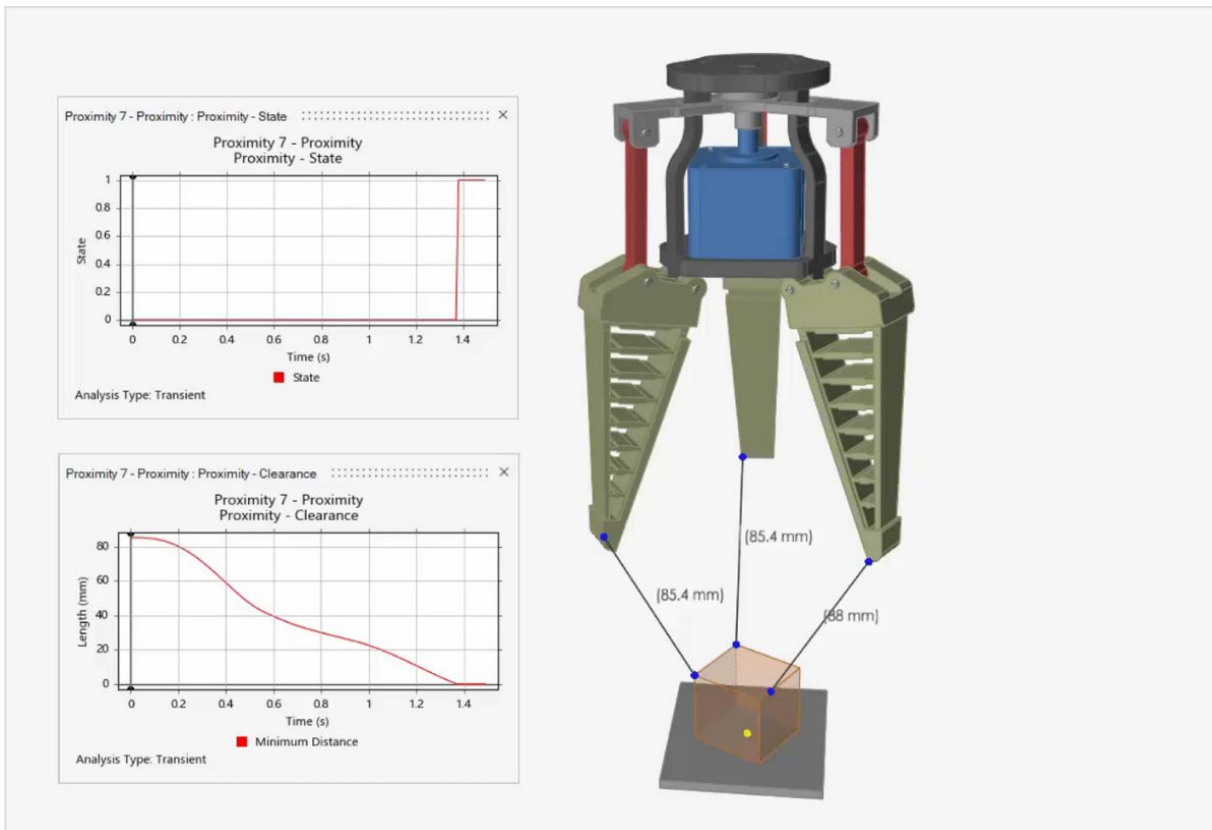 Proximity 7 - Proximity : Proximity - State
Proximity 7 - Proximity
Proximity - State
1
0.8
0.6
0.4
0.2
0
State
0 0.2 0.4 0.6 0.8 1 1.2 1.4
Time (s)
State
Analysis Type: Transient
Proximity 7 - Proximity : Proximity - Clearance
Proximity 7 - Proximity
Proximity - Clearance
80
60
40
20
0
Length (mm)
0 0.2 0.4 0.6 0.8 1 1.2 1.4
Time (s)
Minimum Distance
Analysis Type: Transient
(85.4 mm)
(85.4 mm)
(88 mm)